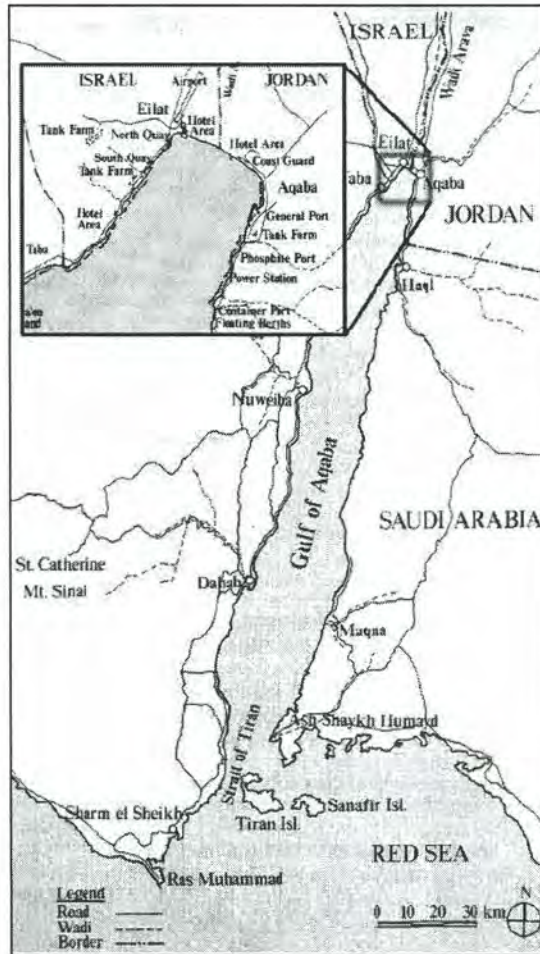 ISRAEL
Wadi Arava
Eilat
Taba
Aqaba
JORDAN
Haql
ISRAEL
Airport
JORDAN
Eilat
Hotel
Area
Tank Farm
North Quay
Hotel Area
Coast Guard
South Quay
Tank Farm
Aqaba
General Port
Hotel
Area
Tank Farm
Taba
Phosphate Port
Power Station
Container Port
Floating Berths
Nuweiba
Gulf of Aqaba
SAUDI ARABIA
St. Catherine
Mt. Sinai
Dahab
Maqna
Strait of Tiran
Ash Shaykh Humayd
Sharm el Sheikh
Tiran Isl.
Sanafir Isl.
RED SEA
Ras Muhammad
Legend
Road
Wadi
Border
0 10 20 30 km
N